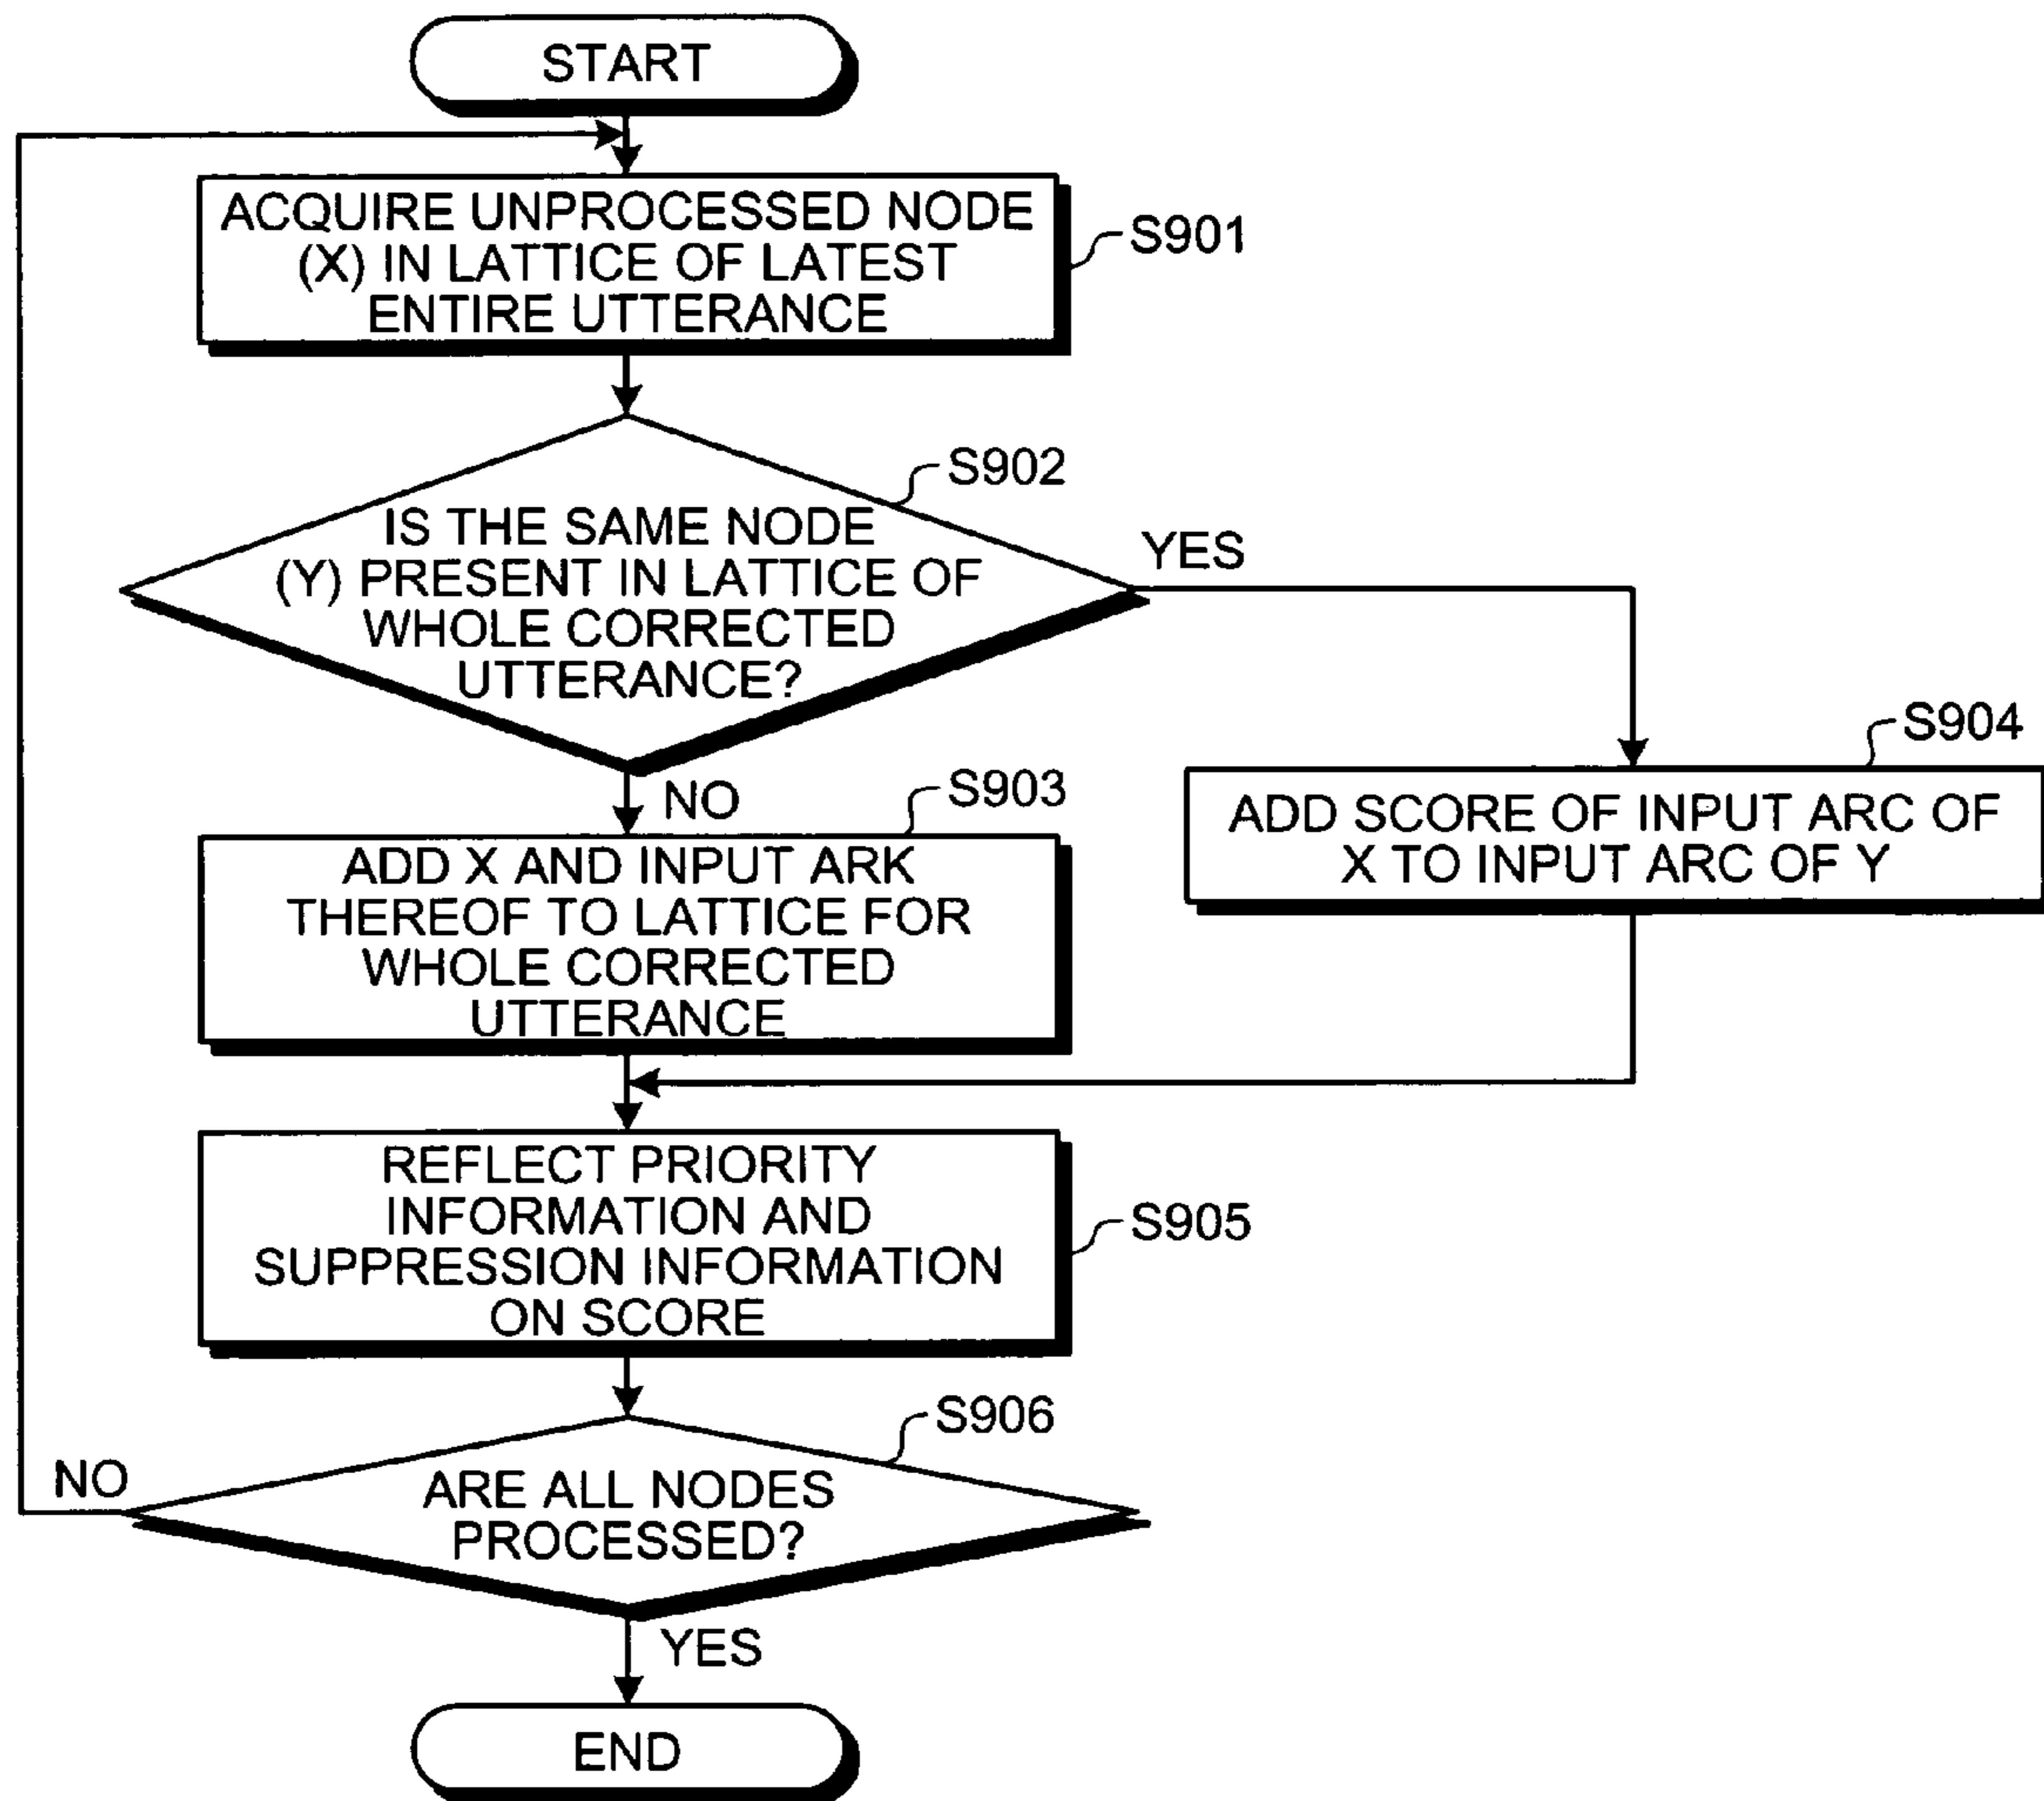 START
ACQUIRE UNPROCESSED NODE
(X) IN LATTICE OF LATEST
ENTIRE UTTERANCE
S901
S902
IS THE SAME NODE
(Y) PRESENT IN LATTICE OF
WHOLE CORRECTED
UTTERANCE?
YES
NO
S903
ADD X AND INPUT ARK
THEREOF TO LATTICE FOR
WHOLE CORRECTED
UTTERANCE
S904
ADD SCORE OF INPUT ARC OF
X TO INPUT ARC OF Y
REFLECT PRIORITY
INFORMATION AND
SUPPRESSION INFORMATION
ON SCORE
S905
S906
ARE ALL NODES
PROCESSED?
NO
YES
END